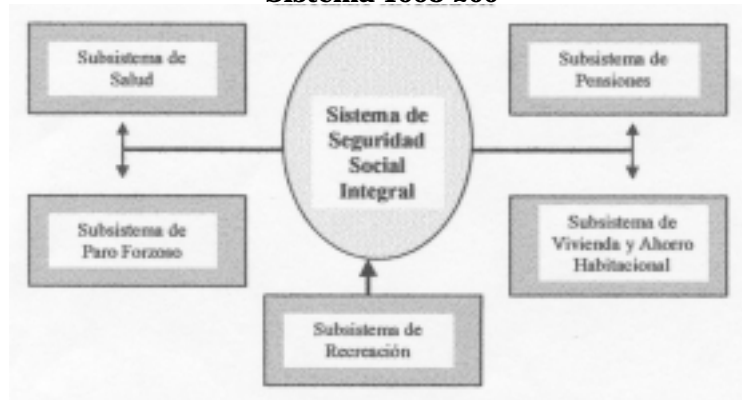 Subsistema de
Salud
Sistema de
Seguridad
Social
Integral
Subsistema de
Pensiones
Subsistema de
Paro Forzoso
Subsistema de
Vivienda y Ahorro
Habitacional
Subsistema de
Recreación